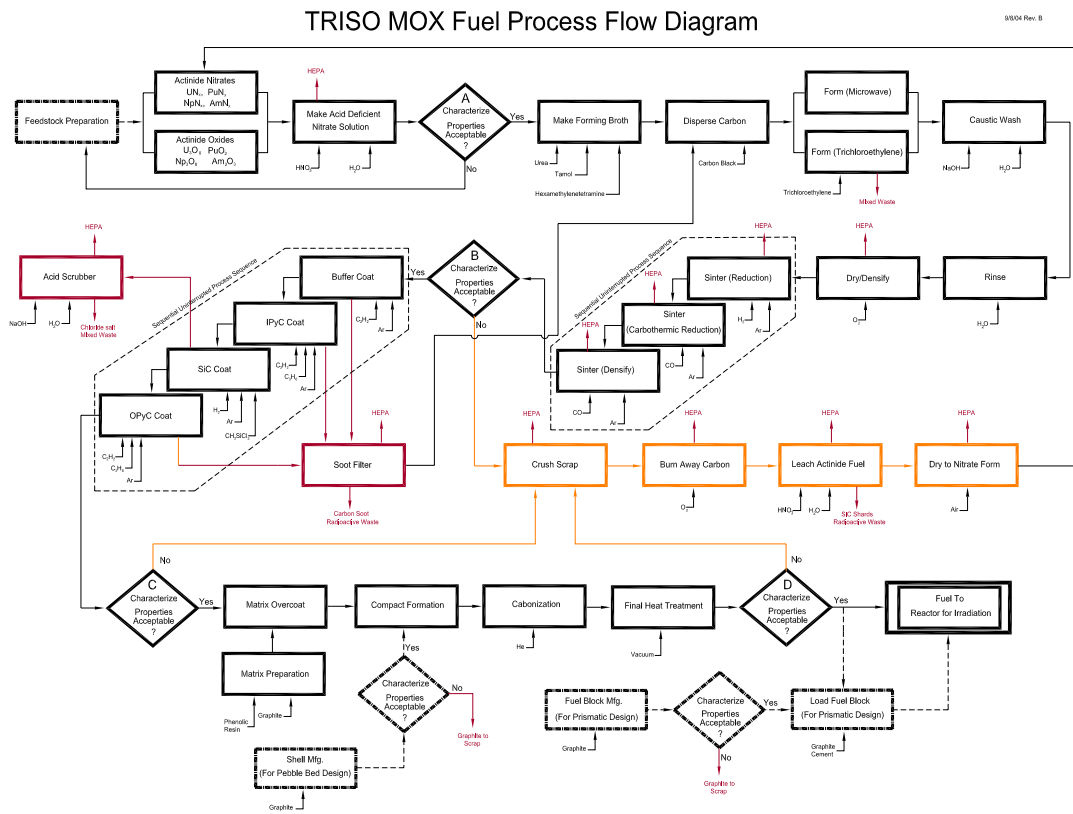 TRISO MOX Fuel Process Flow Diagram
9/8/04 Rev. B
HEPA
Actinide Nitrates
Feedstock Preparation
Actinide Oxides
Make Acid Deficient
Nitrate Solution
HNO₃
H₂O
A
Characterize
Properties
Acceptable
?
Yes
No
Make Forming Broth
Urea
Tamol
Hexamethylenetetramine
Disperse Carbon
Carbon Black
Form (Microwave)
Form (Trichloroethylene)
Trichloroethylene
Mixed Waste
Caustic Wash
NaOH
H₂O
HEPA
Acid Scrubber
NaOH
H₂O
Chloride salt
Mixed Waste
Sequential Uninterrupted Process Sequence
Buffer Coat
Ar
IPyC Coat
Ar
SiC Coat
H₂
Ar
OPyC Coat
Ar
Yes
B
Characterize
Properties
Acceptable
?
No
Sequential Uninterrupted Process Sequence
HEPA
Sinter (Reduction)
H₂
Ar
HEPA
Sinter
(Carbothermic Reduction)
CO
Ar
HEPA
Sinter (Densify)
CO
Ar
HEPA
Dry/Densify
O₂
Rinse
H₂O
HEPA
Soot Filter
Carbon Soot
Radioactive Waste
HEPA
Crush Scrap
HEPA
Burn Away Carbon
O₂
HEPA
Leach Actinide Fuel
HNO₃
H₂O
SiC Shards
Radioactive Waste
HEPA
Dry to Nitrate Form
Air
No
C
Characterize
Properties
Acceptable
?
Yes
Matrix Overcoat
Compact Formation
Cabonization
He
Final Heat Treatment
Vacuum
No
D
Characterize
Properties
Acceptable
?
Yes
Fuel To
Reactor for Irradiation
Matrix Preparation
Phenolic
Resin
Graphite
Yes
Characterize
Properties
Acceptable
?
No
Graphite to
Scrap
Shell Mfg.
(For Pebble Bed Design)
Graphite
Fuel Block Mfg.
(For Prismatic Design)
Graphite
Characterize
Properties
Acceptable
?
Yes
No
Graphite to
Scrap
Load Fuel Block
(For Prismatic Design)
Graphite
Cement